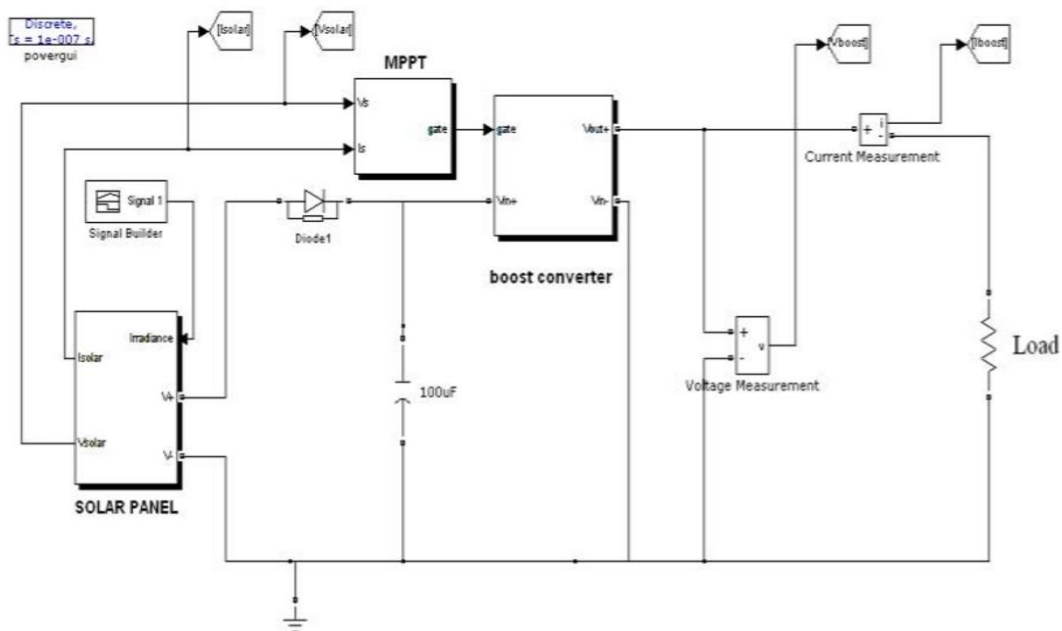 Discrete,
Ts = 1e-007 s.
powergui
[Isolar]
[Vsolar]
[Vboost]
[Iboost]
MPPT
Vs
Is
gate
gate
Vin+
Vout+
Vin-
boost converter
+
i
-
Current Measurement
Signal 1
Signal Builder
Diode1
Irradiance
Isolar
V+
Vsolar
V-
SOLAR PANEL
100uF
+
-
v
Voltage Measurement
Load